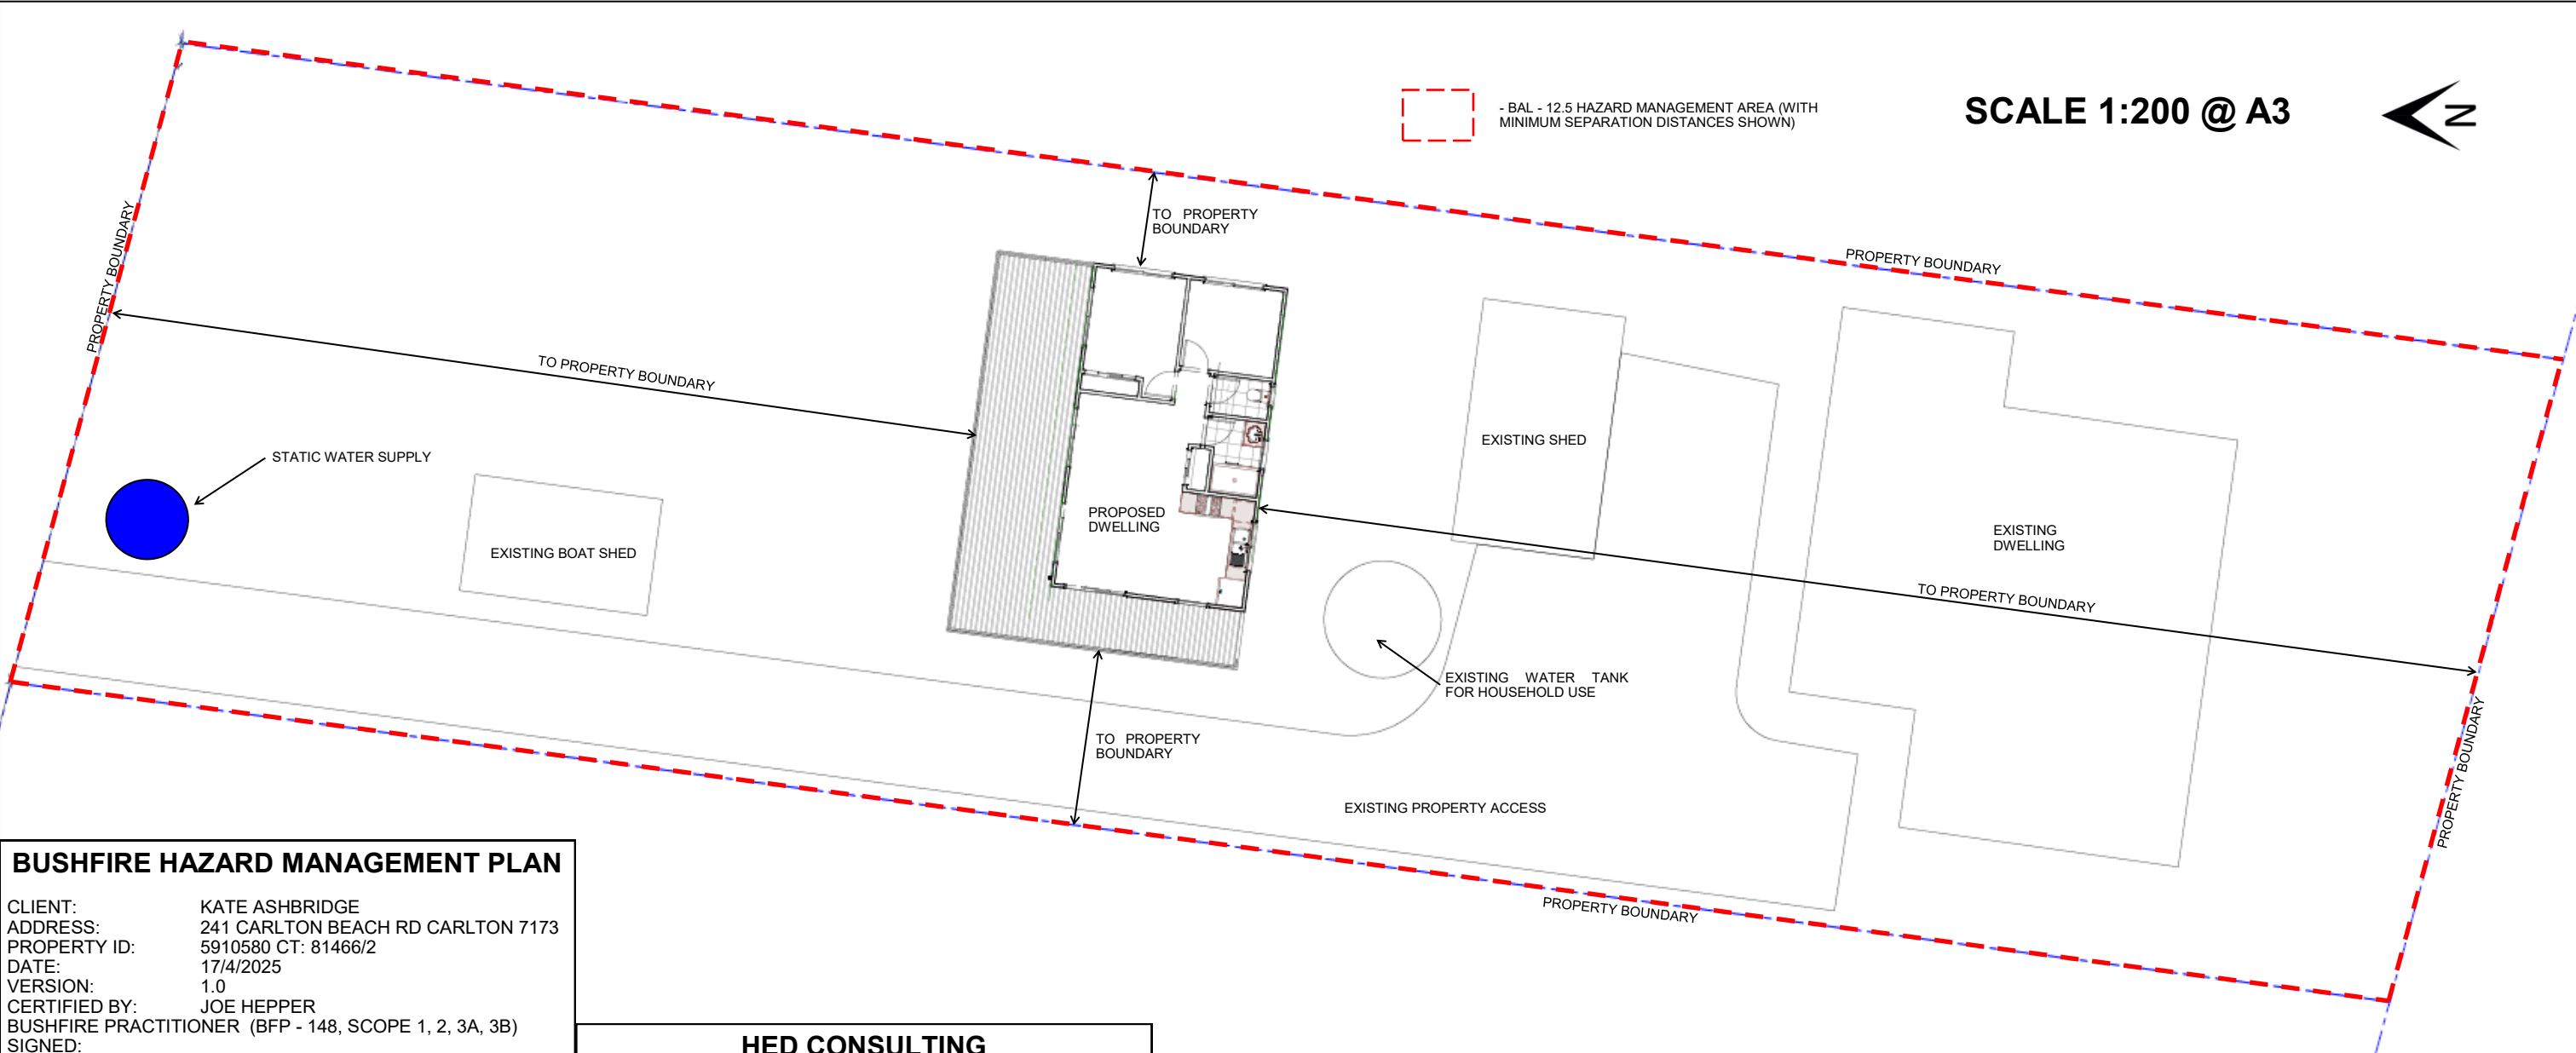 - BAL - 12.5 HAZARD MANAGEMENT AREA (WITH
MINIMUM SEPARATION DISTANCES SHOWN)
SCALE 1:200 @ A3
N
PROPERTY BOUNDARY
TO PROPERTY
BOUNDARY
PROPERTY BOUNDARY
TO PROPERTY BOUNDARY
STATIC WATER SUPPLY
EXISTING BOAT SHED
PROPOSED
DWELLING
EXISTING SHED
EXISTING
DWELLING
TO PROPERTY BOUNDARY
EXISTING WATER TANK
FOR HOUSEHOLD USE
TO PROPERTY
BOUNDARY
EXISTING PROPERTY ACCESS
PROPERTY BOUNDARY
PROPERTY BOUNDARY
BUSHFIRE HAZARD MANAGEMENT PLAN
CLIENT: KATE ASHBRIDGE
ADDRESS: 241 CARLTON BEACH RD CARLTON 7173
PROPERTY ID: 5910580 CT: 81466/2
DATE: 17/4/2025
VERSION: 1.0
CERTIFIED BY: JOE HEPPER
BUSHFIRE PRACTITIONER (BFP - 148, SCOPE 1, 2, 3A, 3B)
SIGNED:
HED CONSULTING